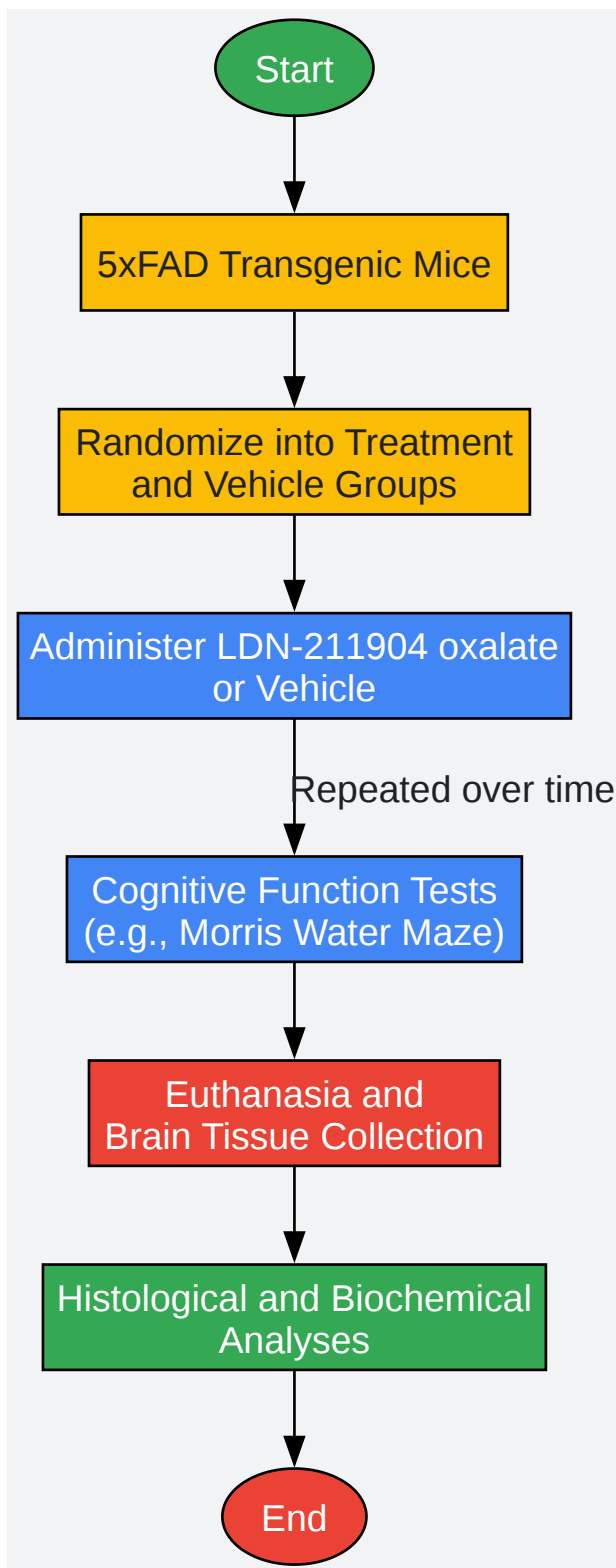 Start
5xFAD Transgenic Mice
Randomize into Treatment
and Vehicle Groups
Administer LDN-211904 oxalate
or Vehicle
Repeated over time
Cognitive Function Tests
(e.g., Morris Water Maze)
Euthanasia and
Brain Tissue Collection
Histological and Biochemical
Analyses
End